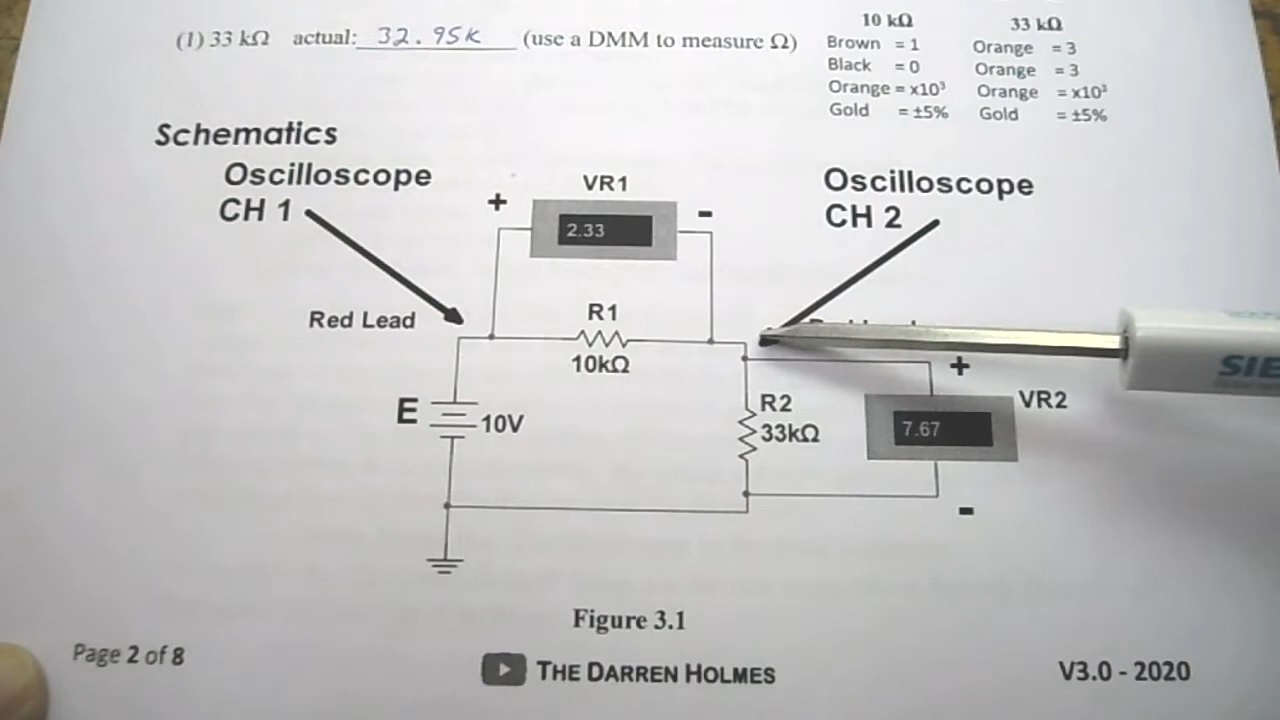 (1) 33 kΩ actual: 32.95K (use a DMM to measure Ω)
10 kΩ
Brown = 1
Black = 0
Orange = x10³
Gold = ±5%
33 kΩ
Orange = 3
Orange = 3
Orange = x10³
Gold = ±5%
Schematics
Oscilloscope
CH 1
+
VR1
-
2.33
Oscilloscope
CH 2
Red Lead
R1
10kΩ
E
10V
R2
33kΩ
+
VR2
7.67
-
SIE
Figure 3.1
Page 2 of 8
THE DARREN HOLMES
V3.0 - 2020